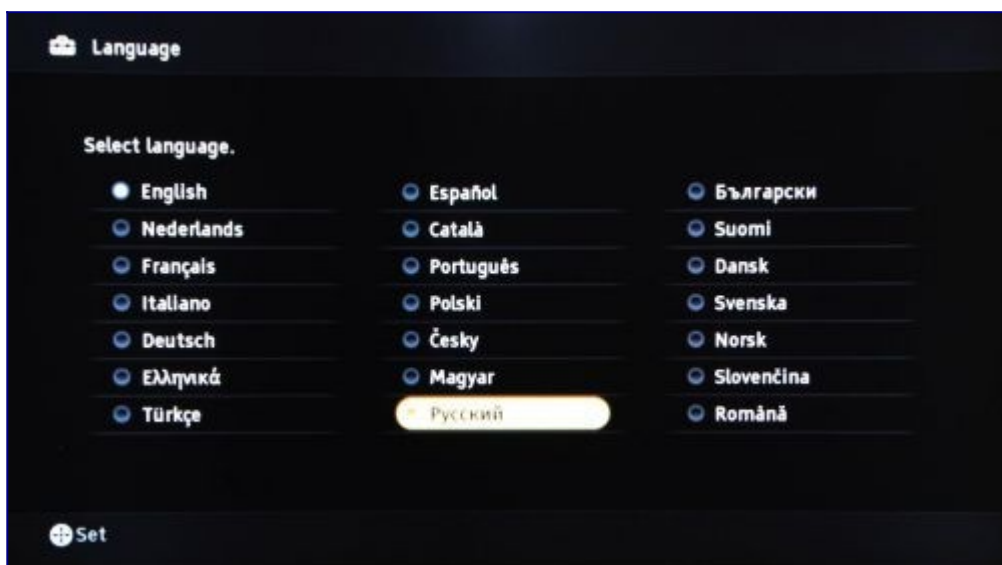 Language
Select language.
English
Nederlands
Français
Italiano
Deutsch
Ελληνικά
Türkçe
Español
Català
Português
Polski
Česky
Magyar
Русский
Български
Suomi
Dansk
Svenska
Norsk
Slovenčina
Română
Set